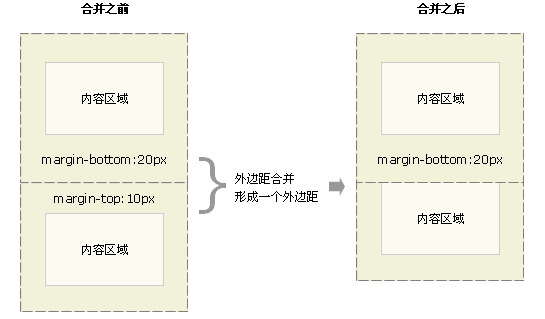 合并之前
合并之后
内容区域
margin-bottom:20px
margin-top:10px
内容区域
外边距合并
形成一个外边距
内容区域
margin-bottom:20px
内容区域